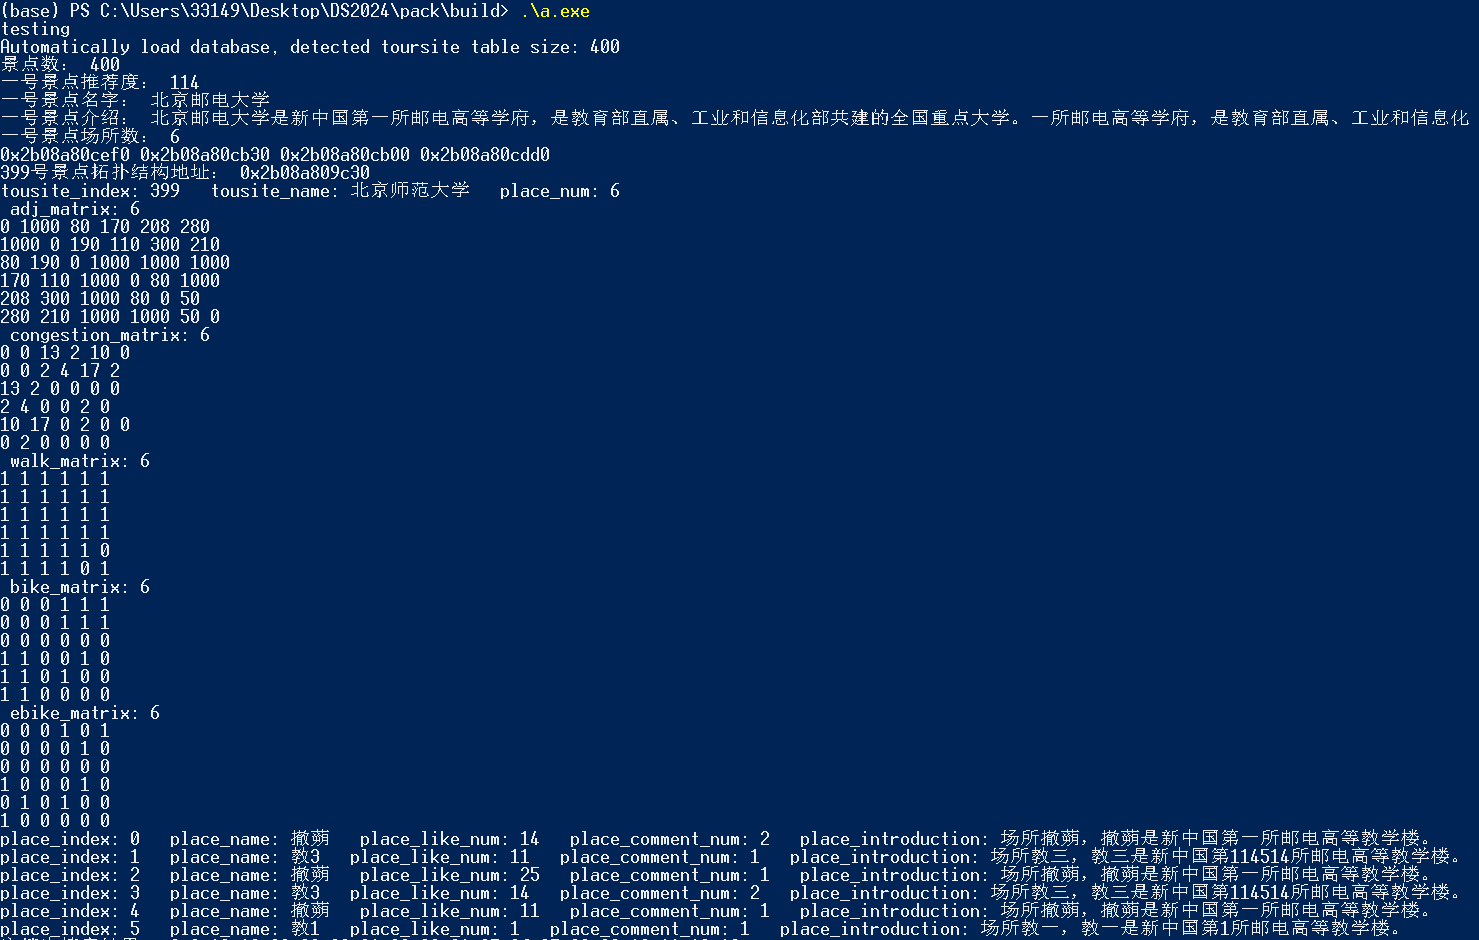 (base) PS C:\Users\33149\Desktop\DS2024\pack\build> .\a.exe
testing
Automatically load database, detected toursite table size: 400
景点数： 400
一号景点推荐度： 114
一号景点名字： 北京邮电大学
一号景点介绍： 北京邮电大学是新中国第一所邮电高等学府，是教育部直属、工业和信息化部共建的全国重点大学。一所邮电高等学府，是教育部直属、工业和信息化
一号景点场所数： 6
0x2b08a80cef0 0x2b08a80cb30 0x2b08a80cb00 0x2b08a80cdd0
399号景点拓扑结构地址： 0x2b08a809c30
tousite_index: 399   tousite_name: 北京师范大学   place_num: 6
 adj_matrix: 6
0 1000 80 170 208 280
1000 0 190 110 300 210
80 190 0 1000 1000 1000
170 110 1000 0 80 1000
208 300 1000 80 0 50
280 210 1000 1000 50 0
 congestion_matrix: 6
0 0 13 2 10 0
0 0 2 4 17 2
13 2 0 0 0 0
2 4 0 0 2 0
10 17 0 2 0 0
0 2 0 0 0 0
 walk_matrix: 6
1 1 1 1 1 1
1 1 1 1 1 1
1 1 1 1 1 1
1 1 1 1 1 1
1 1 1 1 1 0
1 1 1 1 0 1
 bike_matrix: 6
0 0 0 1 1 1
0 0 0 1 1 1
0 0 0 0 0 0
1 1 0 0 1 0
1 1 0 1 0 0
1 1 0 0 0 0
 ebike_matrix: 6
0 0 0 1 0 1
0 0 0 0 1 0
0 0 0 0 0 0
1 0 0 0 1 0
0 1 0 1 0 0
1 0 0 0 0 0
place_index: 0   place_name: 撤蒴   place_like_num: 14   place_comment_num: 2   place_introduction: 场所撤蒴，撤蒴是新中国第一所邮电高等教学楼。
place_index: 1   place_name: 教3   place_like_num: 11   place_comment_num: 1   place_introduction: 场所教三，教三是新中国第114514所邮电高等教学楼。
place_index: 2   place_name: 撤蒴   place_like_num: 25   place_comment_num: 1   place_introduction: 场所撤蒴，撤蒴是新中国第一所邮电高等教学楼。
place_index: 3   place_name: 教3   place_like_num: 14   place_comment_num: 2   place_introduction: 场所教三，教三是新中国第114514所邮电高等教学楼。
place_index: 4   place_name: 撤蒴   place_like_num: 11   place_comment_num: 1   place_introduction: 场所撤蒴，撤蒴是新中国第一所邮电高等教学楼。
place_index: 5   place_name: 教1   place_like_num: 1   place_comment_num: 1   place_introduction: 场所教一，教一是新中国第1所邮电高等教学楼。